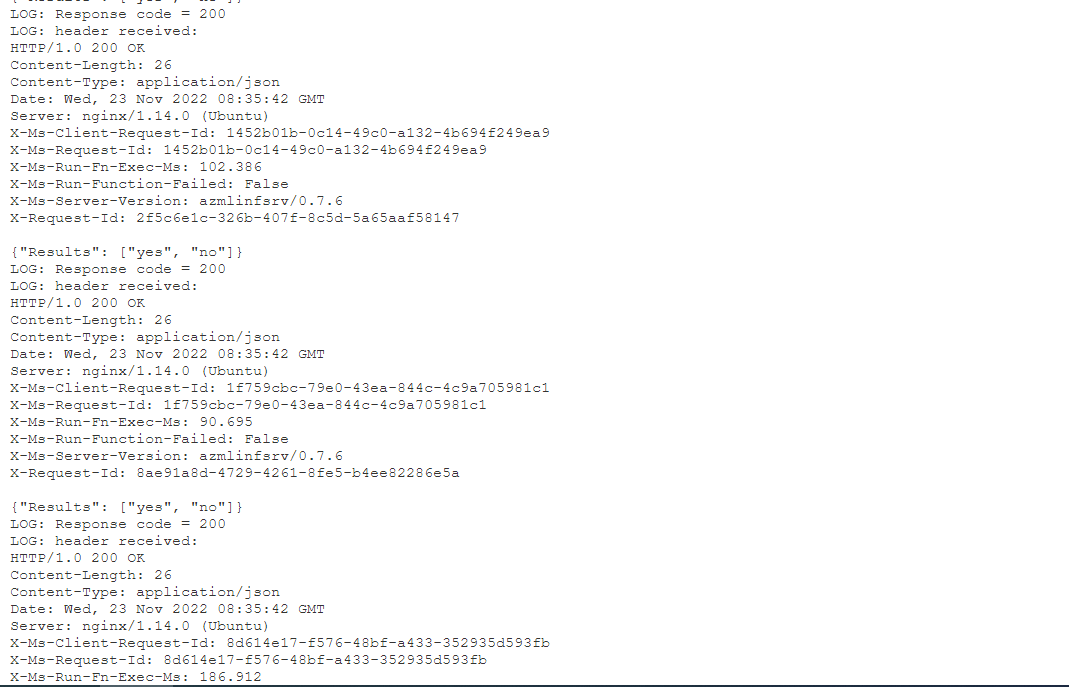 {"Results": ["yes", "no"]}
LOG: Response code = 200
LOG: header received:
HTTP/1.0 200 OK
Content-Length: 26
Content-Type: application/json
Date: Wed, 23 Nov 2022 08:35:42 GMT
Server: nginx/1.14.0 (Ubuntu)
X-Ms-Client-Request-Id: 1452b01b-0c14-49c0-a132-4b694f249ea9
X-Ms-Request-Id: 1452b01b-0c14-49c0-a132-4b694f249ea9
X-Ms-Run-Fn-Exec-Ms: 102.386
X-Ms-Run-Function-Failed: False
X-Ms-Server-Version: azmlinfsrv/0.7.6
X-Request-Id: 2f5c6e1c-326b-407f-8c5d-5a65aaf58147
{"Results": ["yes", "no"]}
LOG: Response code = 200
LOG: header received:
HTTP/1.0 200 OK
Content-Length: 26
Content-Type: application/json
Date: Wed, 23 Nov 2022 08:35:42 GMT
Server: nginx/1.14.0 (Ubuntu)
X-Ms-Client-Request-Id: 1f759cbc-79e0-43ea-844c-4c9a705981c1
X-Ms-Request-Id: 1f759cbc-79e0-43ea-844c-4c9a705981c1
X-Ms-Run-Fn-Exec-Ms: 90.695
X-Ms-Run-Function-Failed: False
X-Ms-Server-Version: azmlinfsrv/0.7.6
X-Request-Id: 8ae91a8d-4729-4261-8fe5-b4ee82286e5a
{"Results": ["yes", "no"]}
LOG: Response code = 200
LOG: header received:
HTTP/1.0 200 OK
Content-Length: 26
Content-Type: application/json
Date: Wed, 23 Nov 2022 08:35:42 GMT
Server: nginx/1.14.0 (Ubuntu)
X-Ms-Client-Request-Id: 8d614e17-f576-48bf-a433-352935d593fb
X-Ms-Request-Id: 8d614e17-f576-48bf-a433-352935d593fb
X-Ms-Run-Fn-Exec-Ms: 186.912